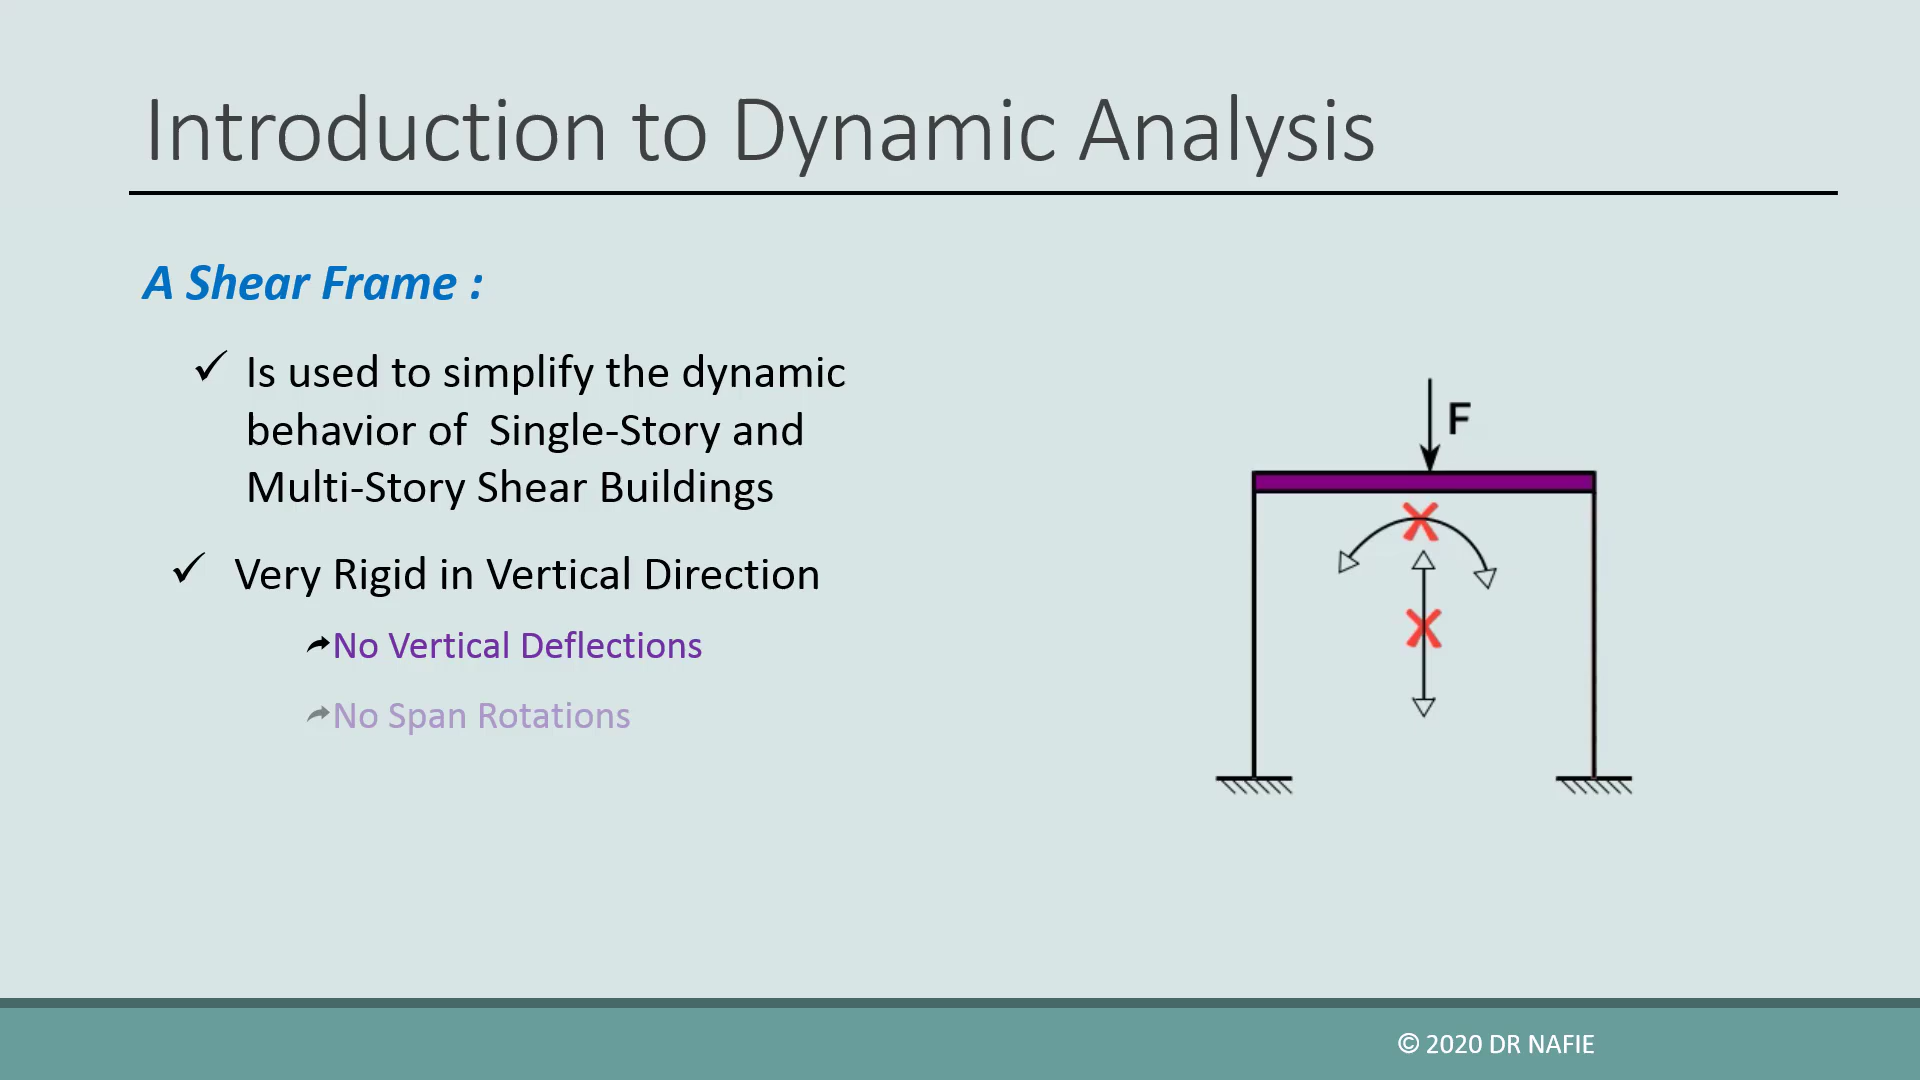 Introduction to Dynamic Analysis
A Shear Frame :
✓ Is used to simplify the dynamic
behavior of Single-Story and
Multi-Story Shear Buildings
✓ Very Rigid in Vertical Direction
No Vertical Deflections
No Span Rotations
F
© 2020 DR NAFIE